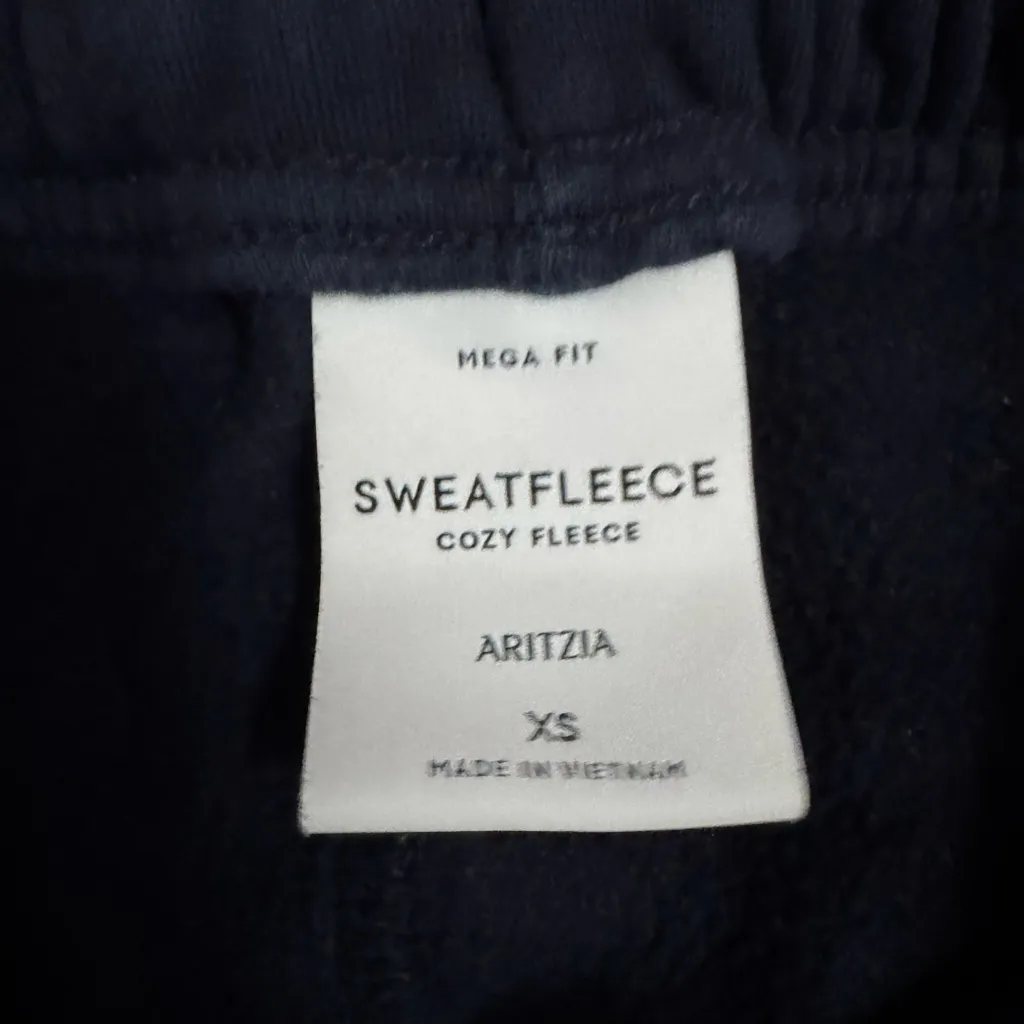 MEGA FIT
SWEATFLEECE
COZY FLEECE
ARITZIA
XS
MADE IN VIETNAM